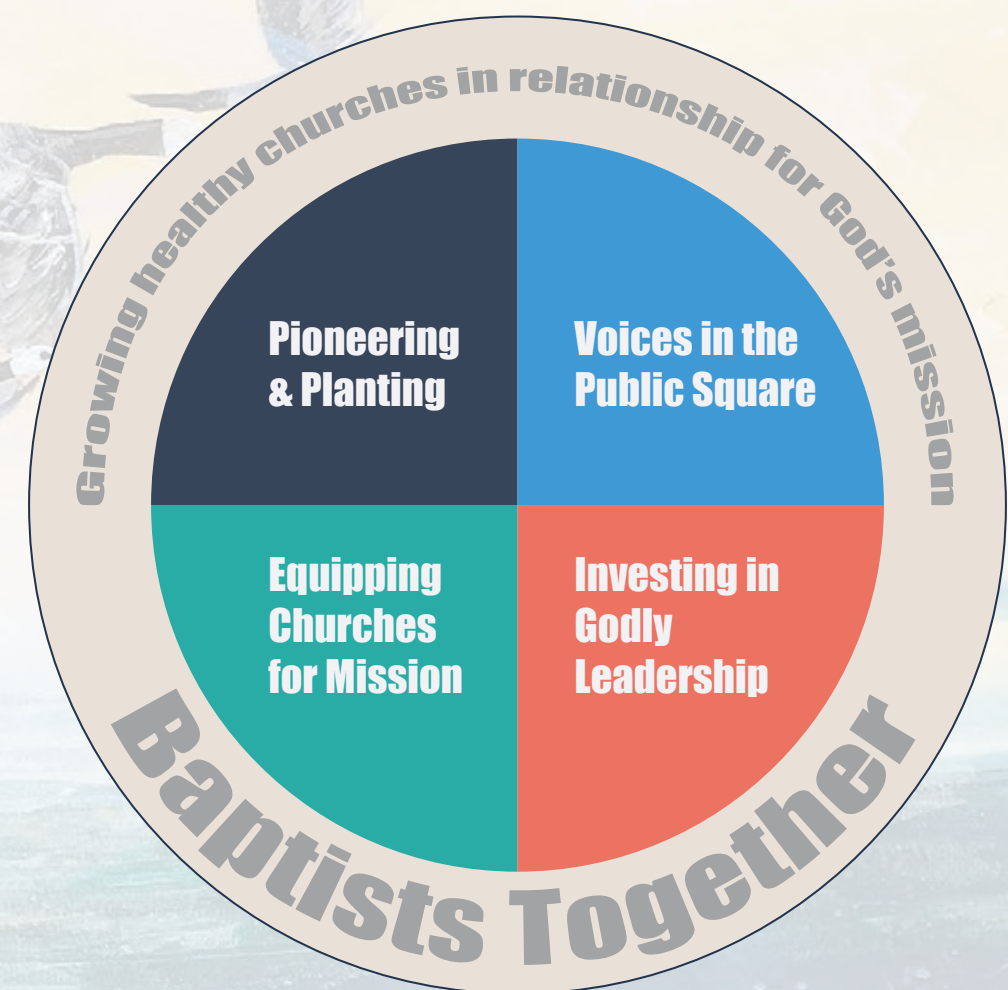 Growing healthy churches in relationship for God’s mission
Pioneering
& Planting
Voices in the
Public Square
Equipping
Churches
for Mission
Investing in
Godly
Leadership
Baptists Together